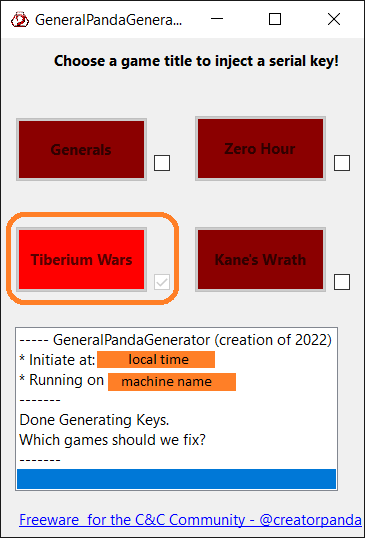 GeneralPandaGenera...
Choose a game title to inject a serial key!
Generals
Zero Hour
Tiberium Wars
Kane's Wrath
----- GeneralPandaGenerator (creation of 2022)
* Initiate at: local time
* Running on machine name
-------
Done Generating Keys.
Which games should we fix?
-------
Freeware for the C&C Community - @creatorpanda